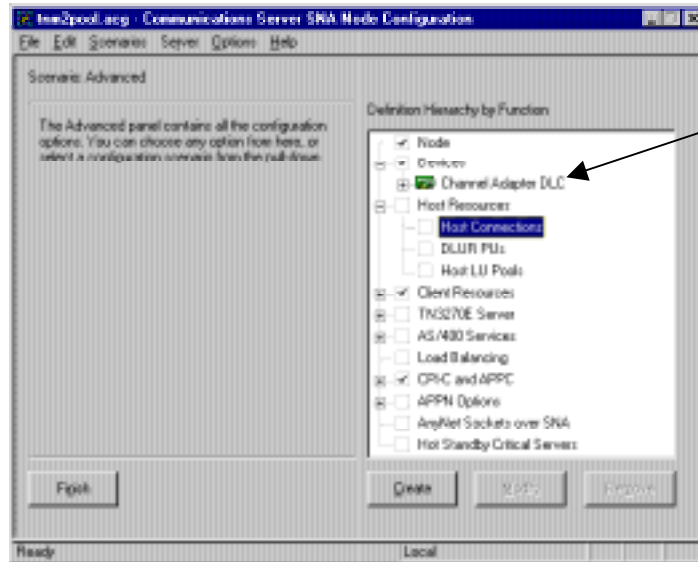 tnm2pool.acg - Communications Server SNA Node Configuration
File Edit Scenarios Server Options Help
Scenario: Advanced
The Advanced panel contains all the configuration
options. You can choose any option from here, or
select a configuration scenario from the pull-down
Definition Hierarchy by Function
Node
Devices
Channel Adapter DLC
Host Resources
Host Connections
DLUR PUs
Host LU Pools
Client Resources
TN3270E Server
AS/400 Services
Load Balancing
CPI-C and APPC
APPN Options
AnyNet Sockets over SNA
Hot Standby Critical Servers
Finish
Create Modify Remove
Ready Local